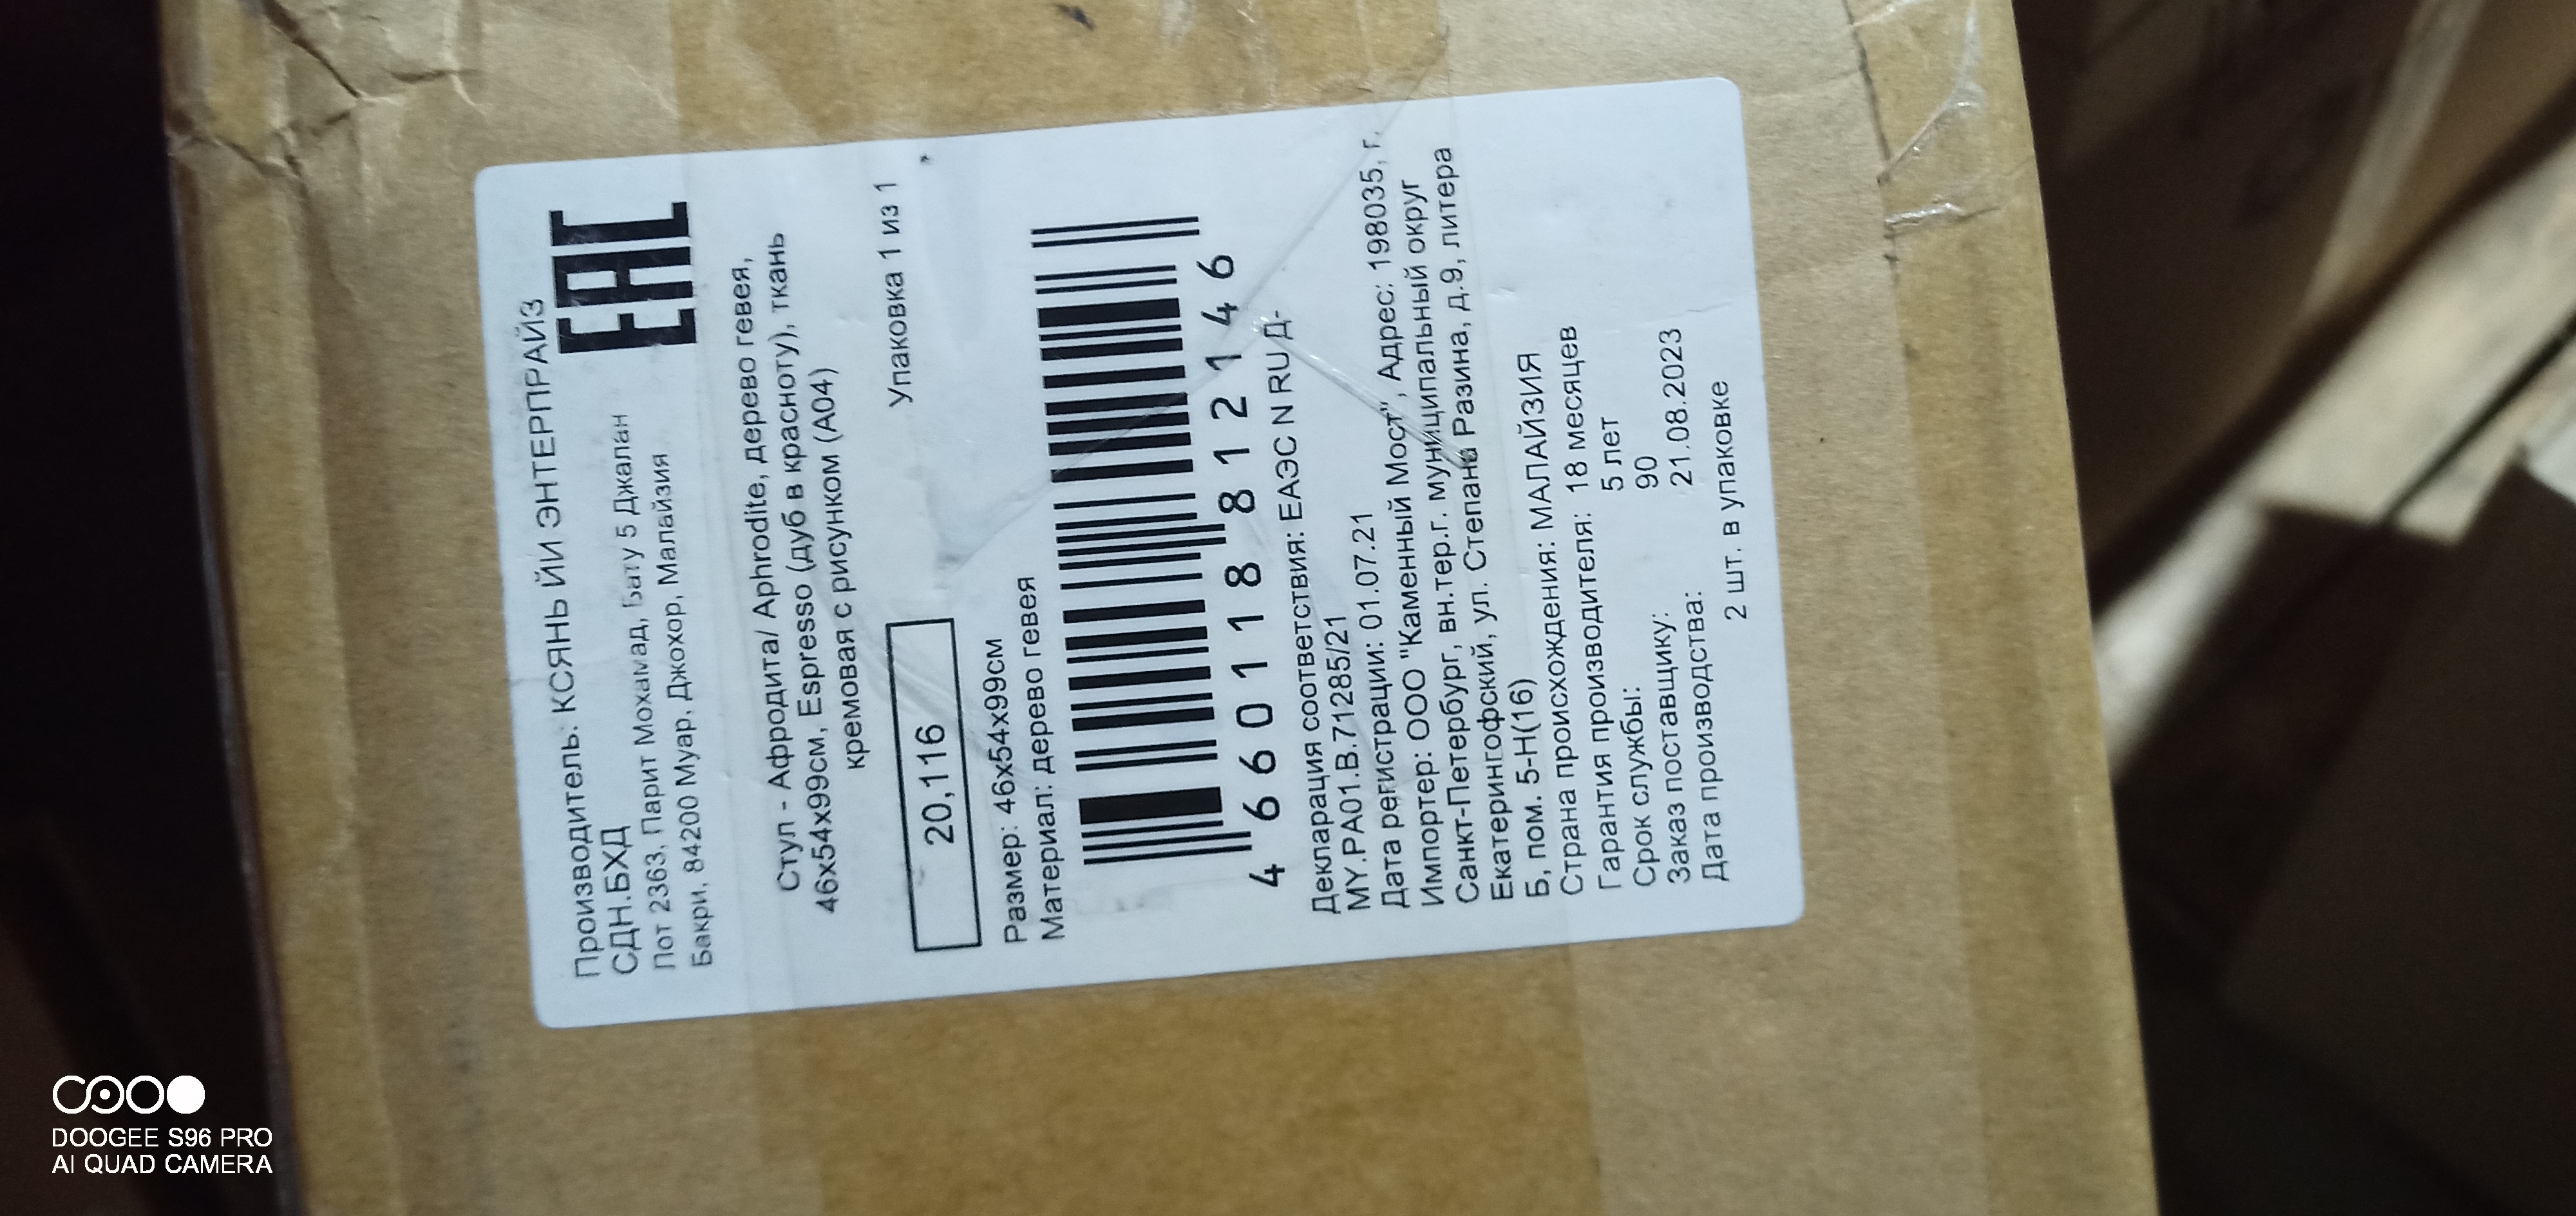 Производитель: КСЯНЬ ЙИ ЭНТЕРПРАЙЗ
СДН.БХД
Лот 2363, Парит Мохамад, Бату 5 Джалан
Бакри, 84200 Муар, Джохор, Малайзия
EAC
Стул - Афродита/ Aphrodite, дерево гевея,
46x54x99см, Espresso (дуб в красноту), ткань
кремовая с рисунком (A04)
Упаковка 1 из 1
20,116
Размер: 46x54x99см
Материал: дерево гевея
4 660118 812146
Декларация соответствия: ЕАЭС N RU Д-
MY.РА01.В.71285/21
Дата регистрации: 01.07.21
Импортер: ООО "Каменный Мост", Адрес: 198035, г.
Санкт-Петербург, вн.тер.г. муниципальный округ
Екатерингофский, ул. Степана Разина, д.9, литера
Б, пом. 5-Н(16)
Страна происхождения: МАЛАЙЗИЯ
Гарантия производителя: 18 месяцев
Срок службы: 5 лет
Заказ поставщику: 90
Дата производства: 21.08.2023
2 шт. в упаковке
DOOGEE S96 PRO
AI QUAD CAMERA